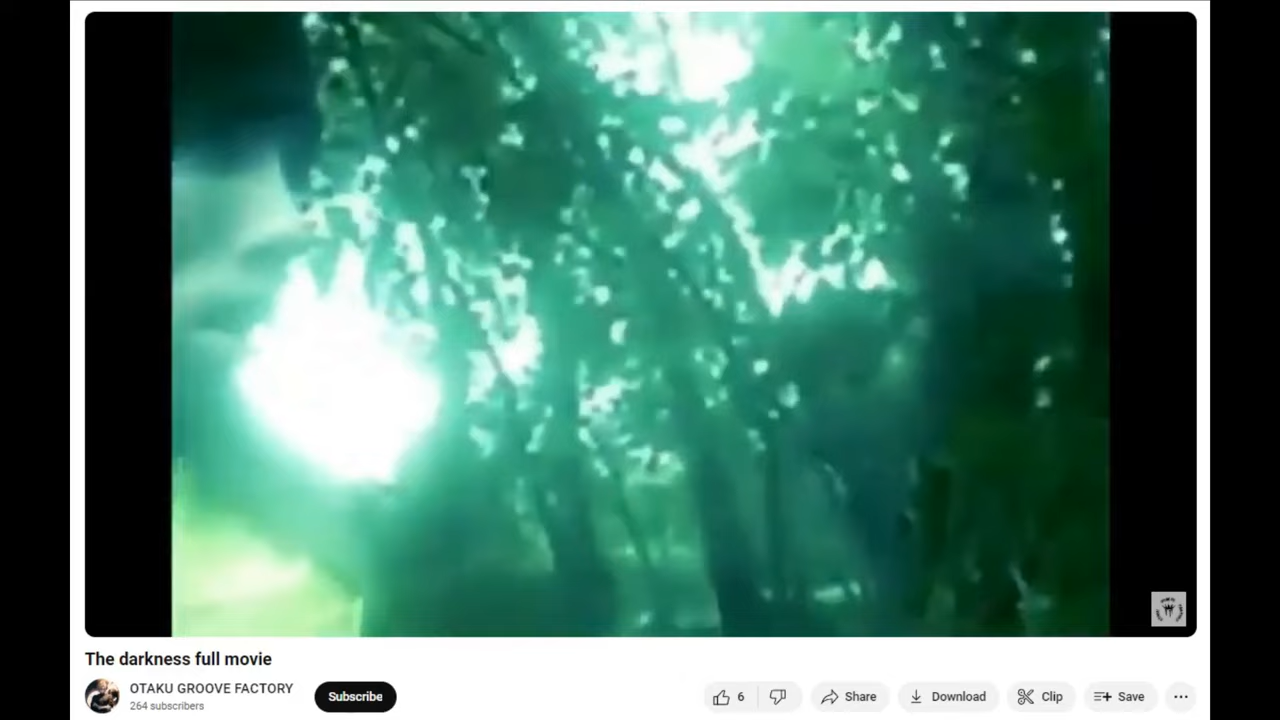 The darkness full movie
OTAKU GROOVE FACTORY
264 subscribers
Subscribe
6
Share
Download
Clip
Save